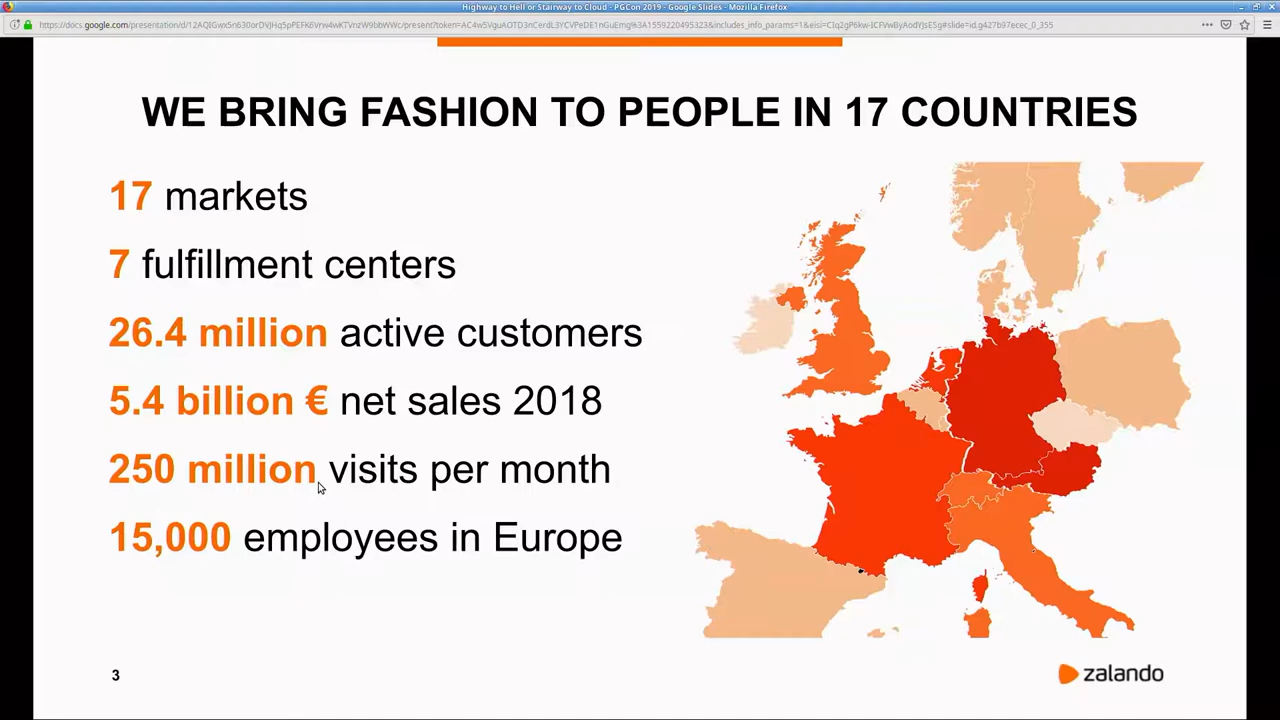 Highway to Hell or Stairway to Cloud - PGCon 2019 - Google Slides - Mozilla Firefox
WE BRING FASHION TO PEOPLE IN 17 COUNTRIES
17 markets
7 fulfillment centers
26.4 million active customers
5.4 billion € net sales 2018
250 million visits per month
15,000 employees in Europe
3
zalando